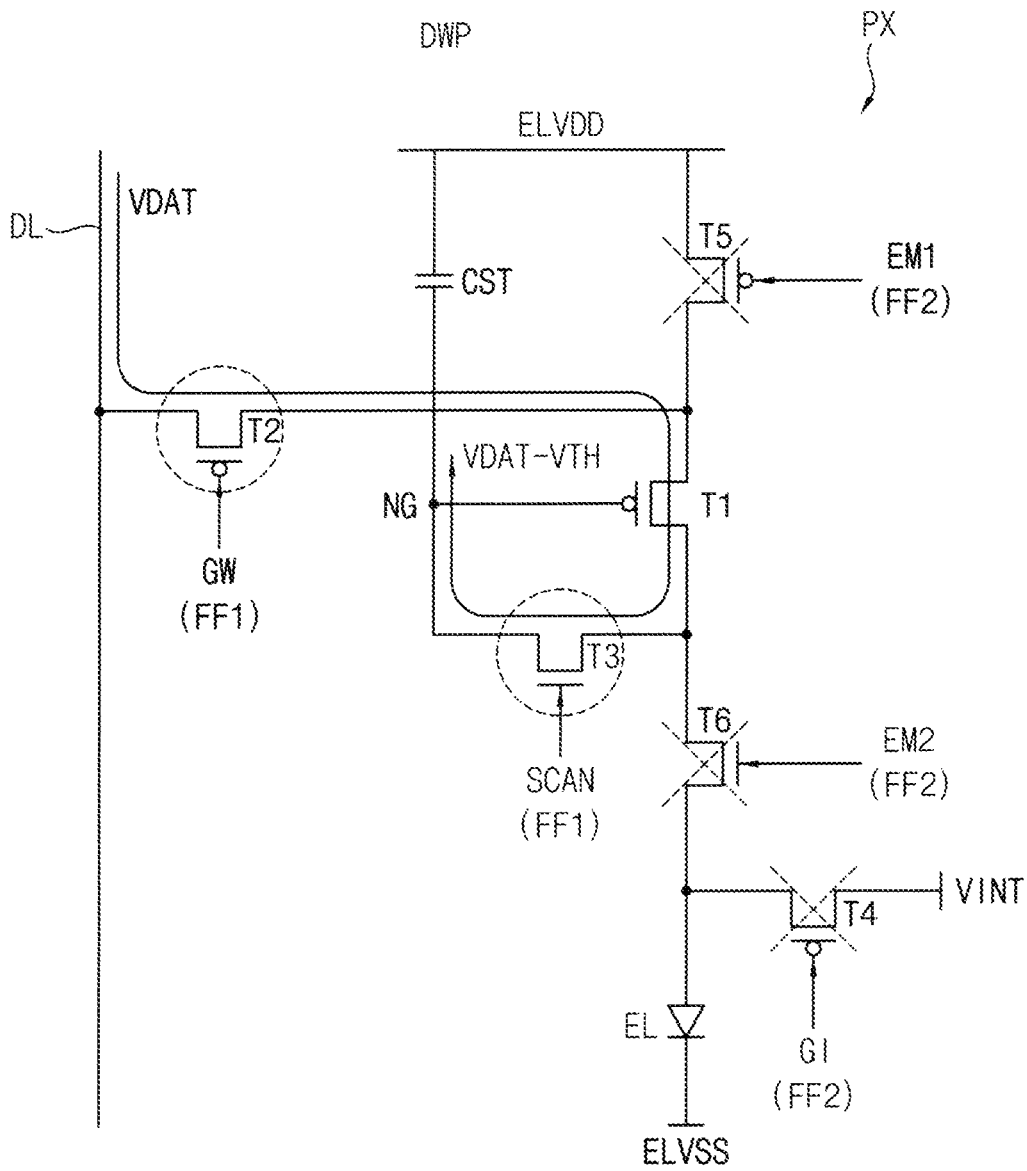 DWP
PX
ELVDD
VDAT
DL
T5
EM1
(FF2)
CST
T2
VDAT-VTH
NG
T1
GW
(FF1)
T3
T6
EM2
(FF2)
SCAN
(FF1)
VINT
T4
EL
GI
(FF2)
ELVSS